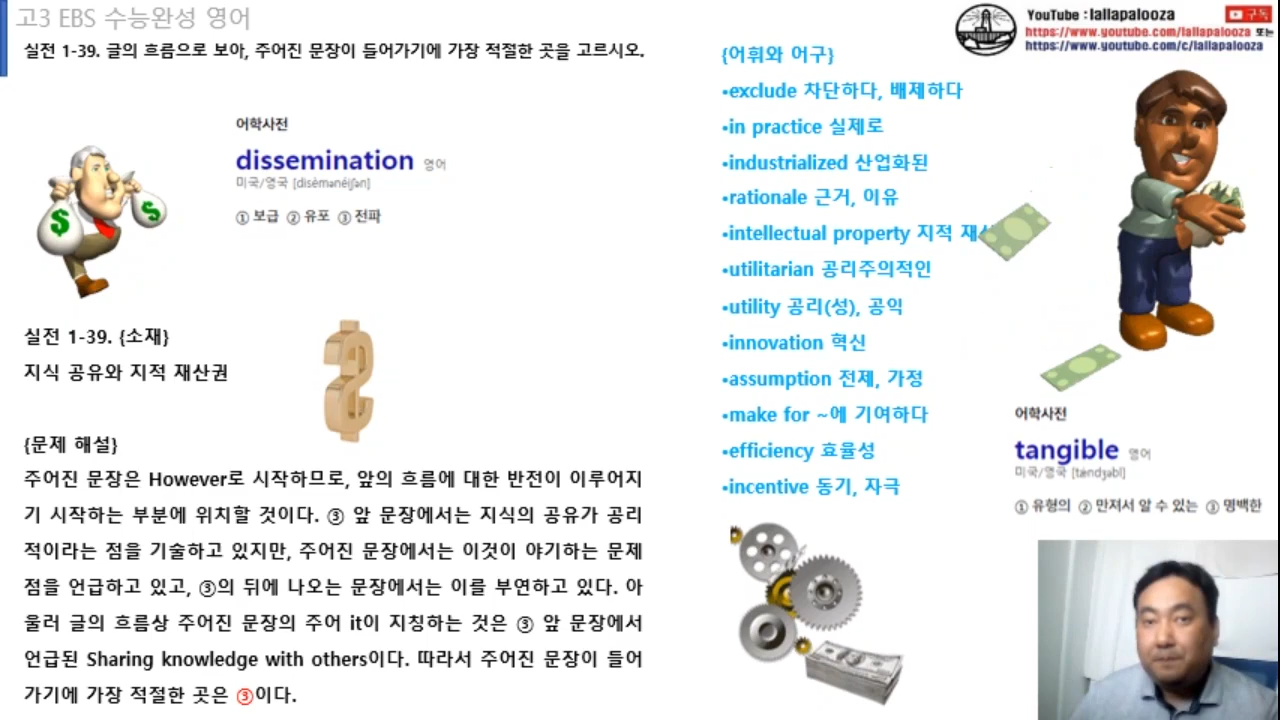 고3 EBS 수능완성 영어
실전 1-39. 글의 흐름으로 보아, 주어진 문장이 들어가기에 가장 적절한 곳을 고르시오.
어학사전
dissemination 영어
미국/영국 [disèmənéiʃən]
① 보급 ② 유포 ③ 전파
실전 1-39. {소재}
지식 공유와 지적 재산권
{문제 해설}
주어진 문장은 However로 시작하므로, 앞의 흐름에 대한 반전이 이루어지
기 시작하는 부분에 위치할 것이다. ③ 앞 문장에서는 지식의 공유가 공리
적이라는 점을 기술하고 있지만, 주어진 문장에서는 이것이 야기하는 문제
점을 언급하고 있고, ③의 뒤에 나오는 문장에서는 이를 부연하고 있다. 아
울러 글의 흐름상 주어진 문장의 주어 it이 지칭하는 것은 ③ 앞 문장에서
언급된 Sharing knowledge with others이다. 따라서 주어진 문장이 들어
가기에 가장 적절한 곳은 ③이다.
{어휘와 어구}
•exclude 차단하다, 배제하다
•in practice 실제로
•industrialized 산업화된
•rationale 근거, 이유
•intellectual property 지적
•utilitarian 공리주의적인
•utility 공리(성), 공익
•innovation 혁신
•assumption 전제, 가정
•make for ~에 기여하다
•efficiency 효율성
•incentive 동기, 자극
YouTube : lallapalooza 구독
https://www.youtube.com/lallapalooza 또는
https://www.youtube.com/c/lallapalooza
어학사전
tangible 영어
미국/영국 [tǽndʒəbl]
① 유형의 ② 만져서 알 수 있는 ③ 명백한